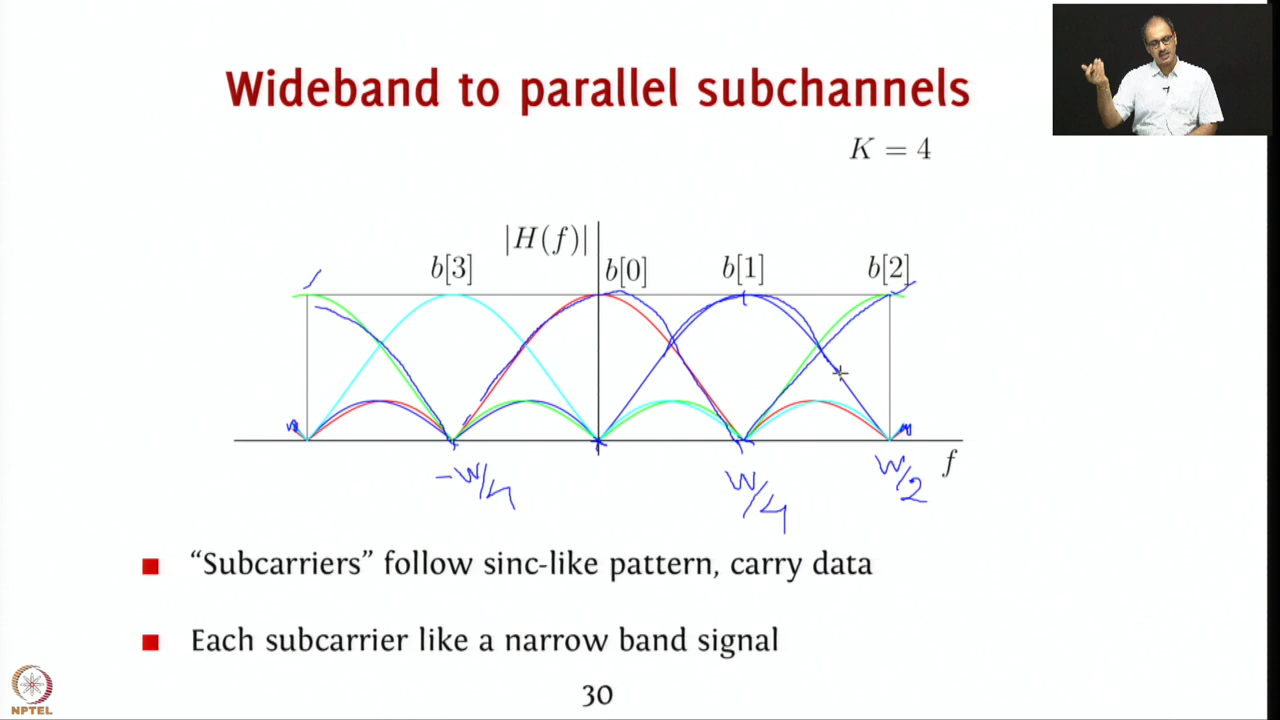 Wideband to parallel subchannels
K = 4
|H(f)|
b[3] b[0] b[1] b[2]
-W/4 W/4 W/2 f
■ “Subcarriers” follow sinc-like pattern, carry data
■ Each subcarrier like a narrow band signal
30
NPTEL